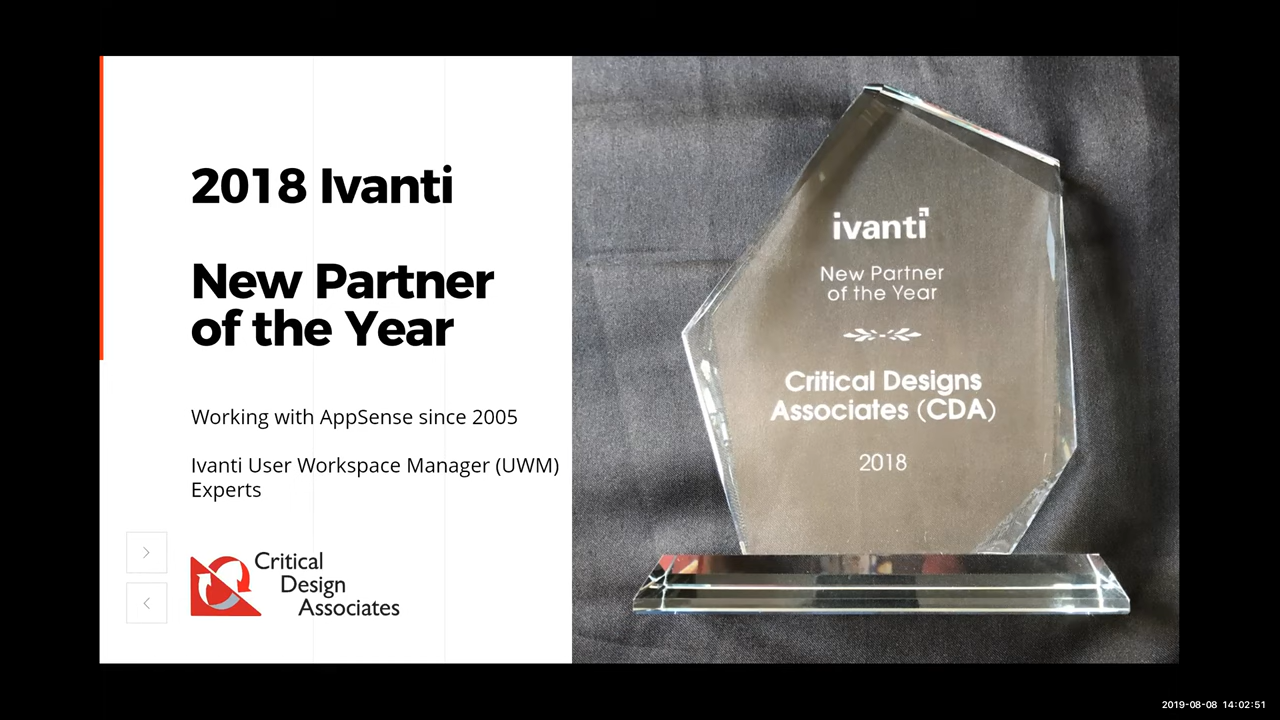 2018 Ivanti
New Partner
of the Year
Working with AppSense since 2005
Ivanti User Workspace Manager (UWM)
Experts
Critical
Design
Associates
ivanti
New Partner
of the Year
Critical Designs
Associates (CDA)
2018
2019-08-08 14:02:51